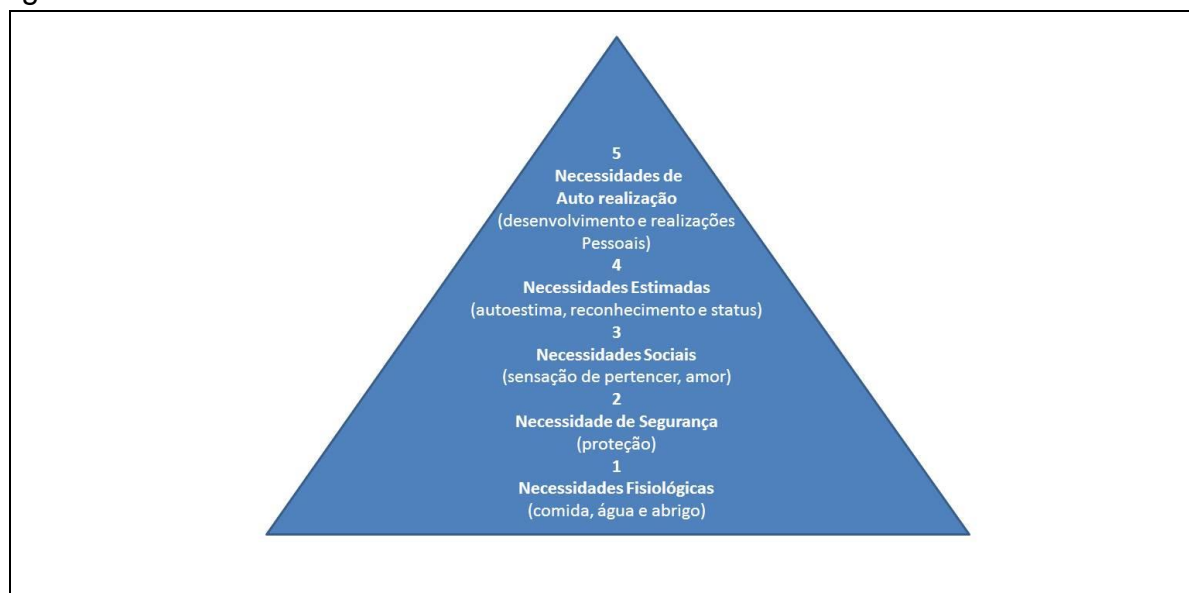 5
Necessidades de
Auto realização
(desenvolvimento e realizações
Pessoais)
4
Necessidades Estimadas
(autoestima, reconhecimento e status)
3
Necessidades Sociais
(sensação de pertencer, amor)
2
Necessidade de Segurança
(proteção)
1
Necessidades Fisiológicas
(comida, água e abrigo)